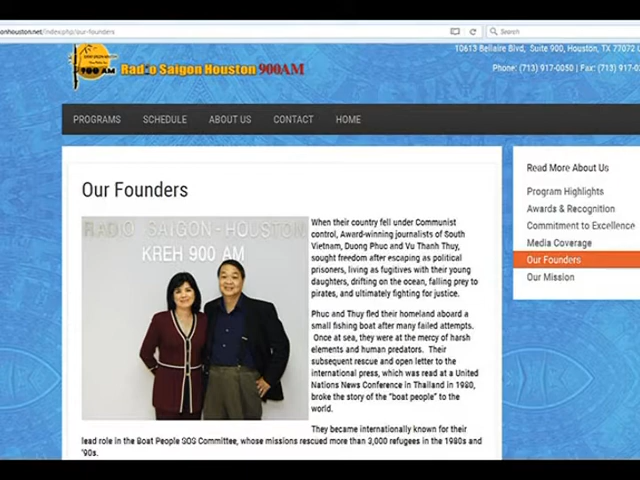 onhouston.net/index.php/our-founders
Search
10613 Bellaire Blvd, Suite 900, Houston, TX 77072
Phone: (713) 917-0050 | Fax: (713) 917-0
900 AM
Radio Saigon Houston 900AM
PROGRAMS SCHEDULE ABOUT US CONTACT HOME
Our Founders
RADIO SAIGON-HOUSTON
KREH 900 AM
When their country fell under Communist
control, Award-winning journalists of South
Vietnam, Duong Phuc and Vu Thanh Thuy,
sought freedom after escaping as political
prisoners, living as fugitives with their young
daughters, drifting on the ocean, falling prey to
pirates, and ultimately fighting for justice.
Phuc and Thuy fled their homeland aboard a
small fishing boat after many failed attempts.
Once at sea, they were at the mercy of harsh
elements and human predators. Their
subsequent rescue and open letter to the
international press, which was read at a United
Nations News Conference in Thailand in 1980,
broke the story of the "boat people" to the
world.
They became internationally known for their
lead role in the Boat People SOS Committee, whose missions rescued more than 3,000 refugees in the 1980s and
'90s.
Read More About Us
Program Highlights
Awards & Recognition
Commitment to Excellence
Media Coverage
Our Founders
Our Mission